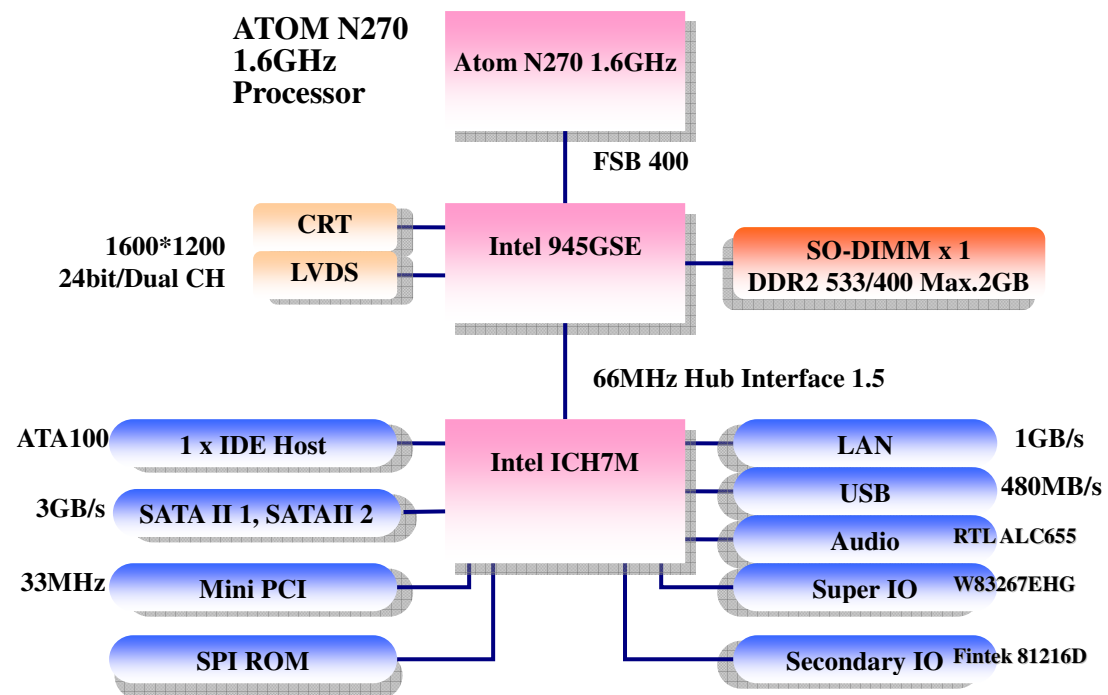 ATOM N270
1.6GHz
Processor
Atom N270 1.6GHz
FSB 400
CRT
LVDS
1600*1200
24bit/Dual CH
Intel 945GSE
SO-DIMM x 1
DDR2 533/400 Max.2GB
66MHz Hub Interface 1.5
ATA100
1 x IDE Host
3GB/s
SATA II 1, SATAII 2
33MHz
Mini PCI
SPI ROM
Intel ICH7M
LAN
1GB/s
USB
480MB/s
Audio
RTL ALC655
Super IO
W83267EHG
Secondary IO
Fintek 81216D